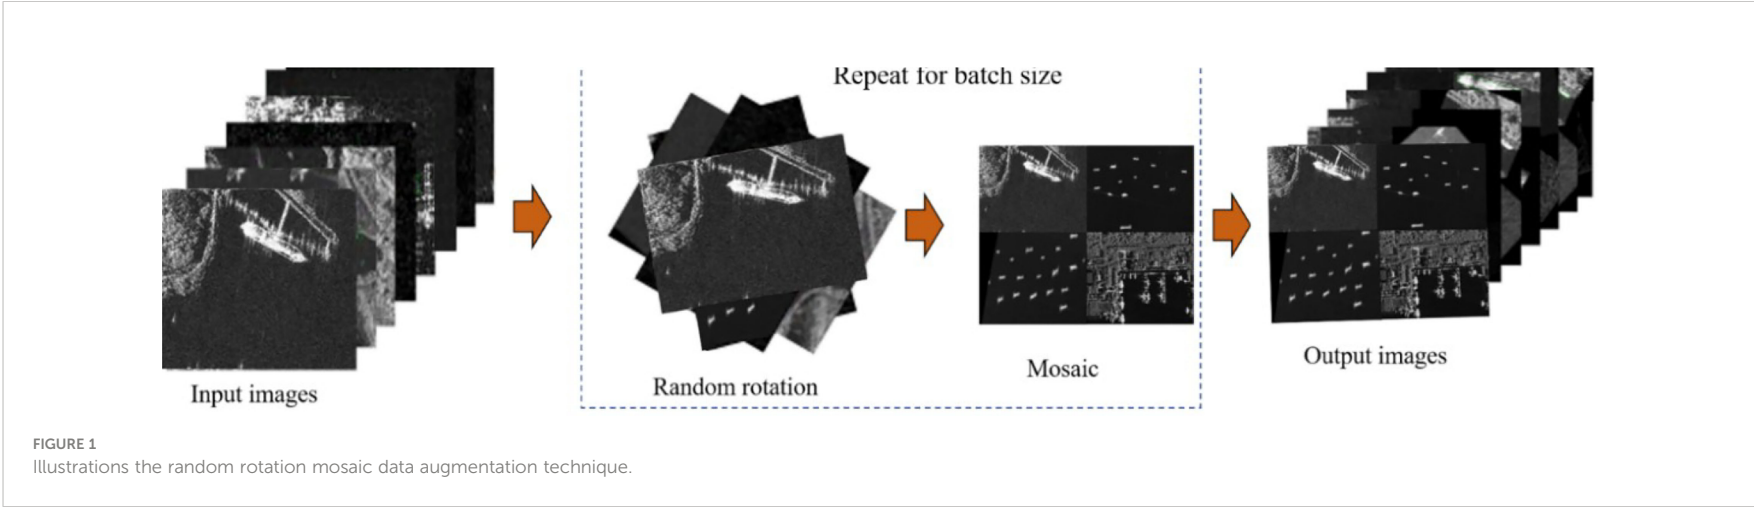 Repeat for batch size
Input images
Random rotation
Mosaic
Output images
FIGURE 1
Illustrations the random rotation mosaic data augmentation technique.